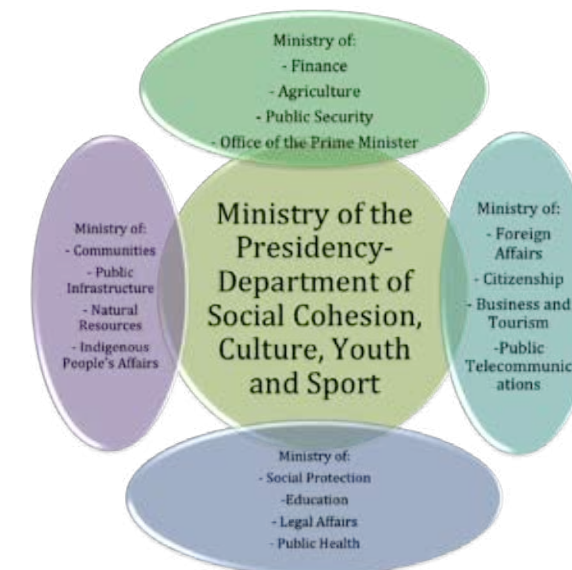 Ministry of:
- Finance
- Agriculture
- Public Security
- Office of the Prime Minister
Ministry of:
- Communities
- Public
Infrastructure
- Natural
Resources
- Indigenous
People's Affairs
Ministry of the
Presidency-
Department of
Social Cohesion,
Culture, Youth
and Sport
Ministry of:
- Foreign
Affairs
- Citizenship
- Business and
Tourism
-Public
Telecommunic
ations
Ministry of:
- Social Protection
-Education
- Legal Affairs
- Public Health